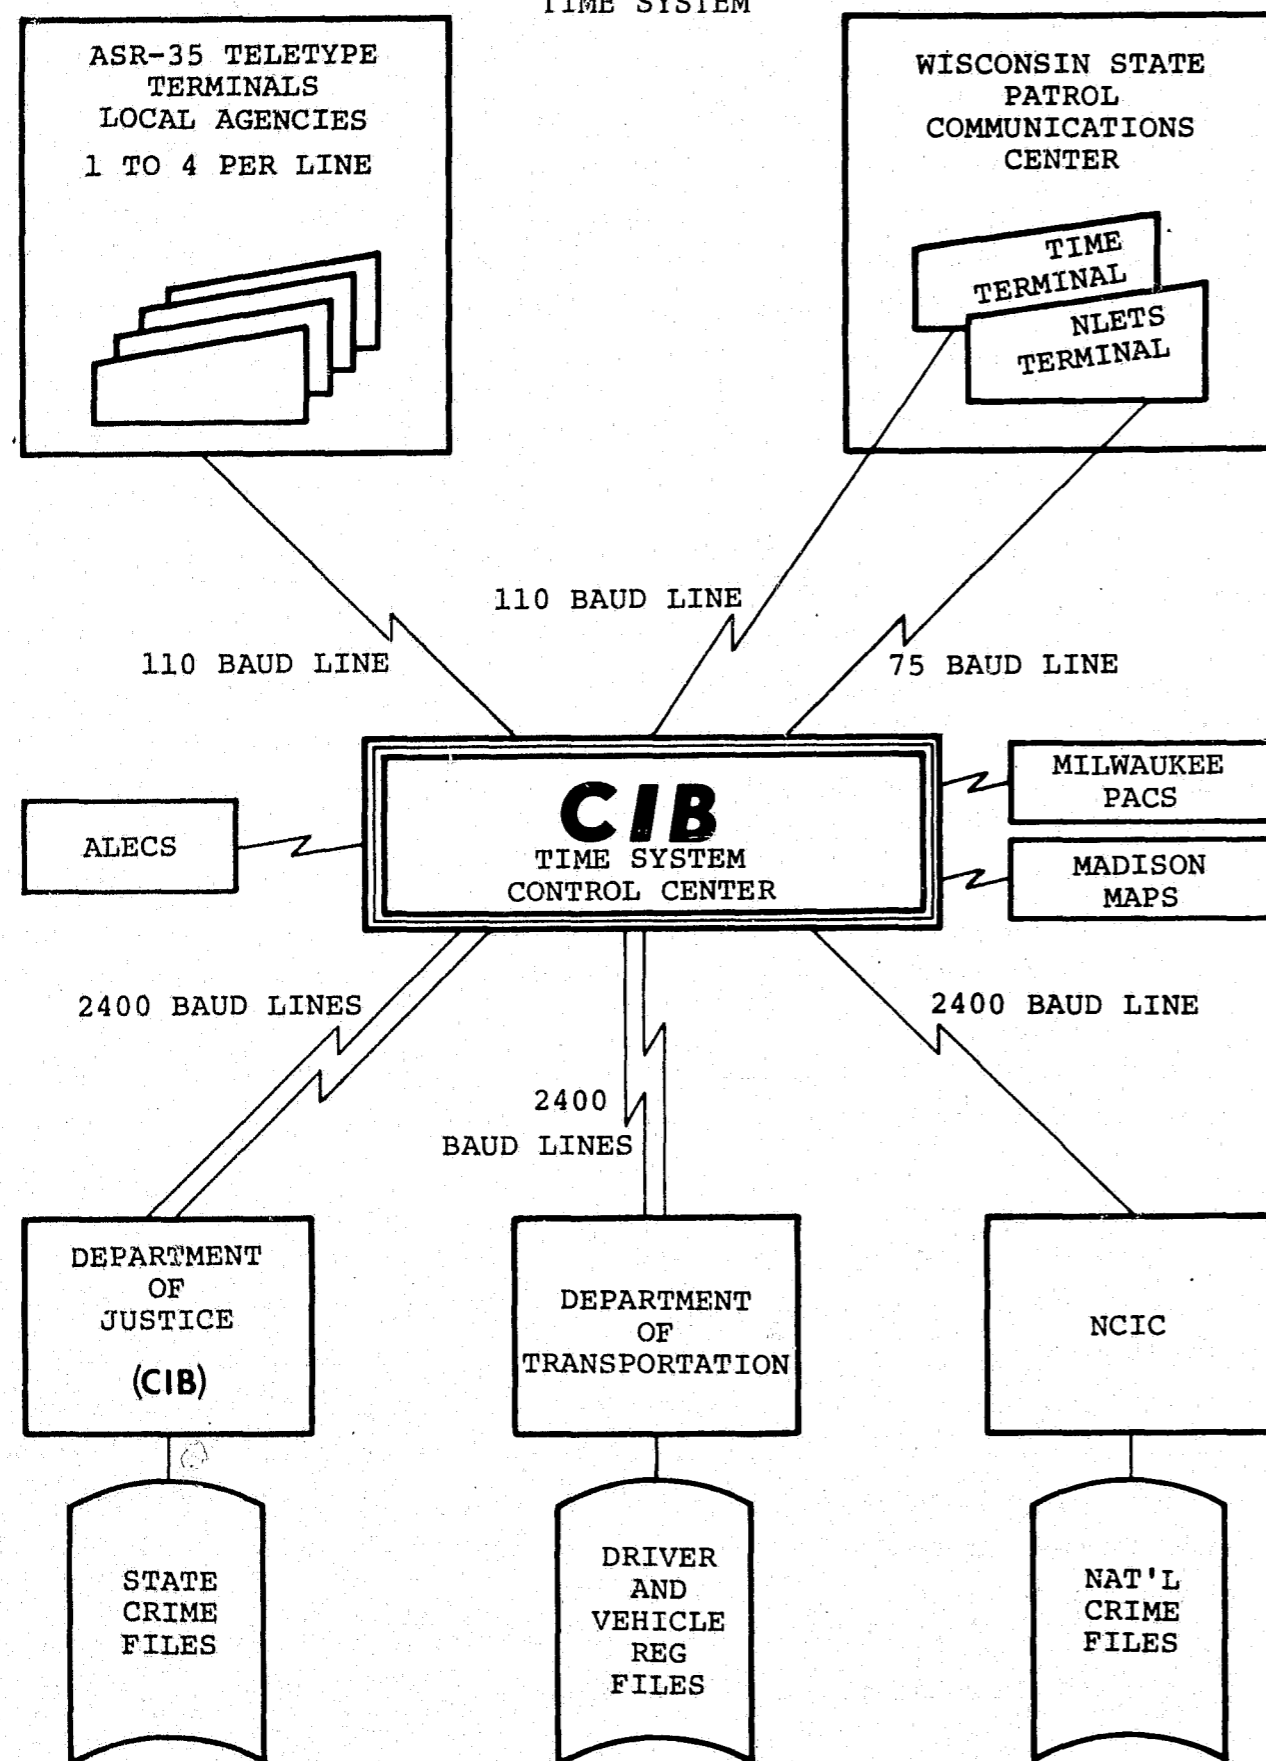 TIME SYSTEM
ASR-35 TELETYPE
TERMINALS
LOCAL AGENCIES
1 TO 4 PER LINE
WISCONSIN STATE
PATROL
COMMUNICATIONS
CENTER
TIME
TERMINAL
NLETS
TERMINAL
110 BAUD LINE
110 BAUD LINE
75 BAUD LINE
ALECS
CIB
TIME SYSTEM
CONTROL CENTER
MILWAUKEE
PACS
MADISON
MAPS
2400 BAUD LINES
2400
BAUD LINES
2400 BAUD LINE
DEPARTMENT
OF
JUSTICE
(CIB)
DEPARTMENT
OF
TRANSPORTATION
NCIC
STATE
CRIME
FILES
DRIVER
AND
VEHICLE
REG
FILES
NAT'L
CRIME
FILES